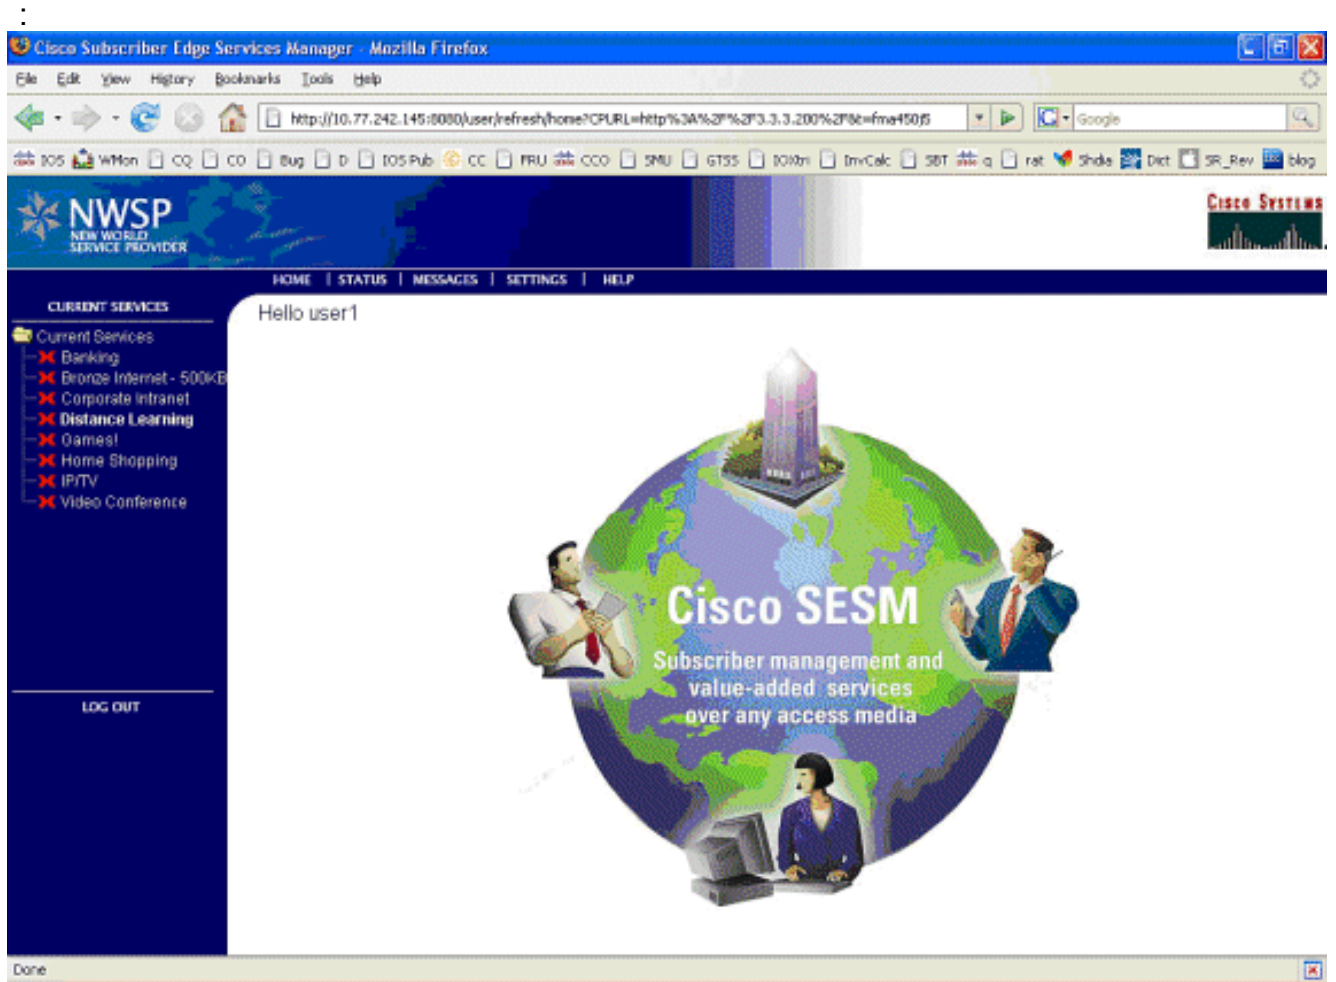 :
Cisco Subscriber Edge Services Manager - Mozilla Firefox
File Edit View History Bookmarks Tools Help
http://10.77.242.145:8080/user/refresh/home?CPURL=http%3A%2F%2F3.3.3.200%2F&t=fma450j5
Google
IOS WMon CQ CO Bug D IOS Pub CC FRU CCO SMU GTSS IOXtri InvCalc SBT q rat Shdia Dict SR_Rev blog
NWSP
NEW WORLD
SERVICE PROVIDER
CISCO SYSTEMS
HOME | STATUS | MESSAGES | SETTINGS | HELP
CURRENT SERVICES
Hello user1
Current Services
Banking
Bronze Internet - 500KB
Corporate Intranet
Distance Learning
Games!
Home Shopping
IP/TV
Video Conference
Cisco SESM
Subscriber management and
value-added services
over any access media
LOG OUT
Done